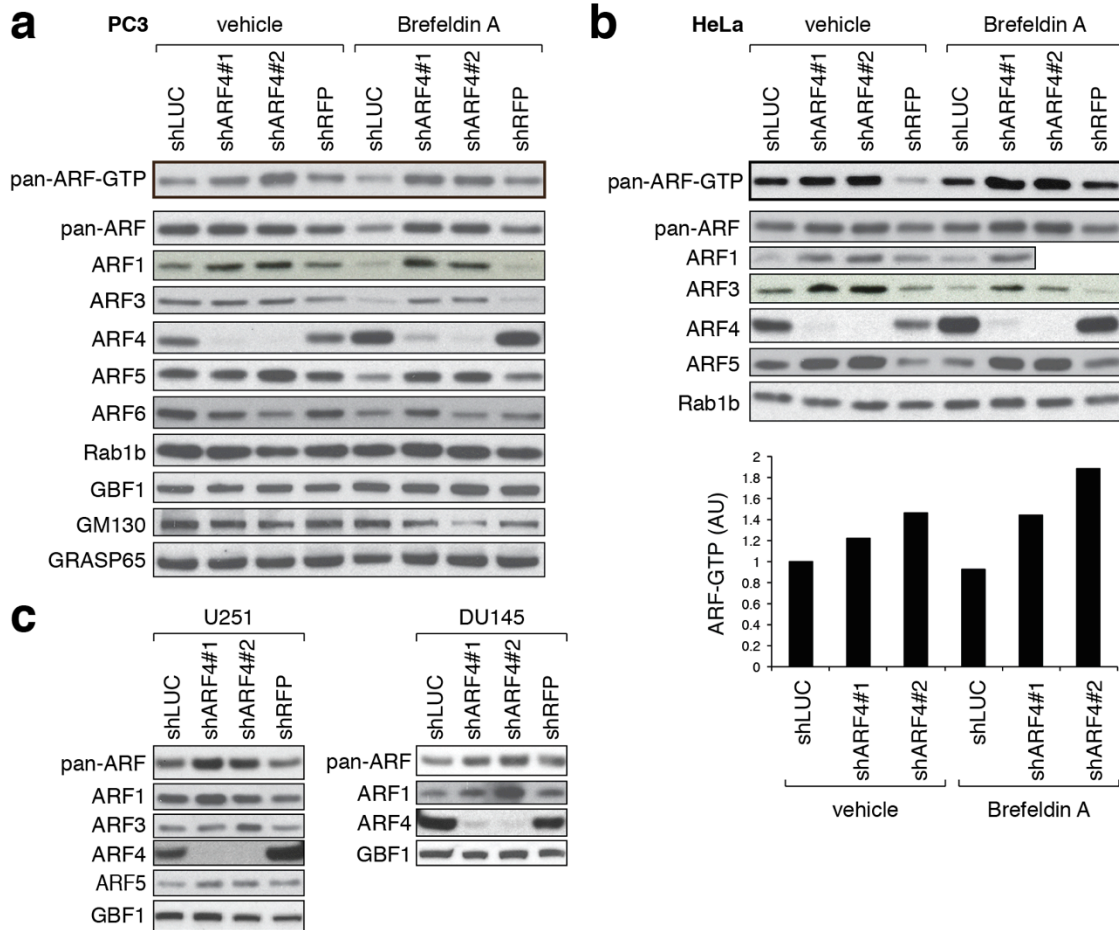 a
PC3
vehicle
Brefeldin A
shLUC
shARF4#1
shARF4#2
shRFP
shLUC
shARF4#1
shARF4#2
shRFP
pan-ARF-GTP
pan-ARF
ARF1
ARF3
ARF4
ARF5
ARF6
Rab1b
GBF1
GM130
GRASP65
b
HeLa
vehicle
Brefeldin A
shLUC
shARF4#1
shARF4#2
shRFP
shLUC
shARF4#1
shARF4#2
shRFP
pan-ARF-GTP
pan-ARF
ARF1
ARF3
ARF4
ARF5
Rab1b
ARF-GTP (AU)
2
1.8
1.6
1.4
1.2
1
0.8
0.6
0.4
0.2
0
shLUC
shARF4#1
shARF4#2
shLUC
shARF4#1
shARF4#2
vehicle
Brefeldin A
c
U251
shLUC
shARF4#1
shARF4#2
shRFP
pan-ARF
ARF1
ARF3
ARF4
ARF5
GBF1
DU145
shLUC
shARF4#1
shARF4#2
shRFP
pan-ARF
ARF1
ARF4
GBF1